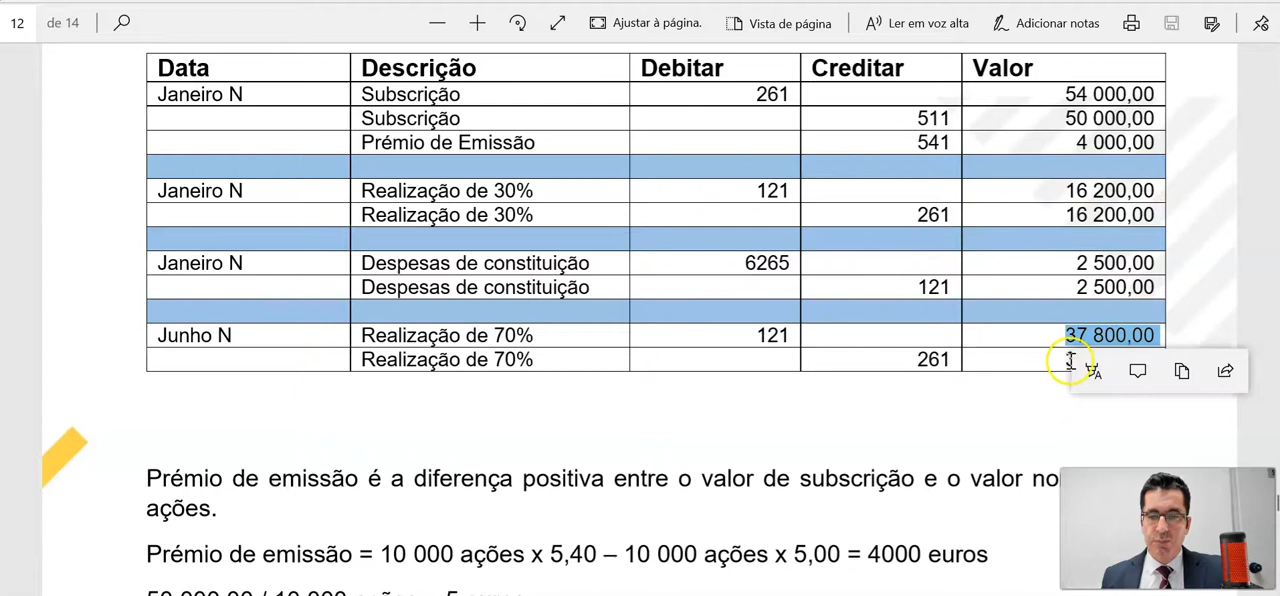 12 de 14 Ajustar à página. Vista de página Ler em voz alta Adicionar notas
Data Descrição Debitar Creditar Valor
Janeiro N Subscrição 261 54 000,00
Subscrição 511 50 000,00
Prémio de Emissão 541 4 000,00
Janeiro N Realização de 30% 121 16 200,00
Realização de 30% 261 16 200,00
Janeiro N Despesas de constituição 6265 2 500,00
Despesas de constituição 121 2 500,00
Junho N Realização de 70% 121 37 800,00
Realização de 70% 261
Prémio de emissão é a diferença positiva entre o valor de subscrição e o valor
ações.
Prémio de emissão = 10 000 ações x 5,40 – 10 000 ações x 5,00 = 4000 euros